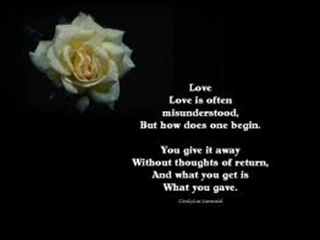 Love
Love is often
misunderstood,
But how does one begin.
You give it away
Without thoughts of return,
And what you get is
What you gave.